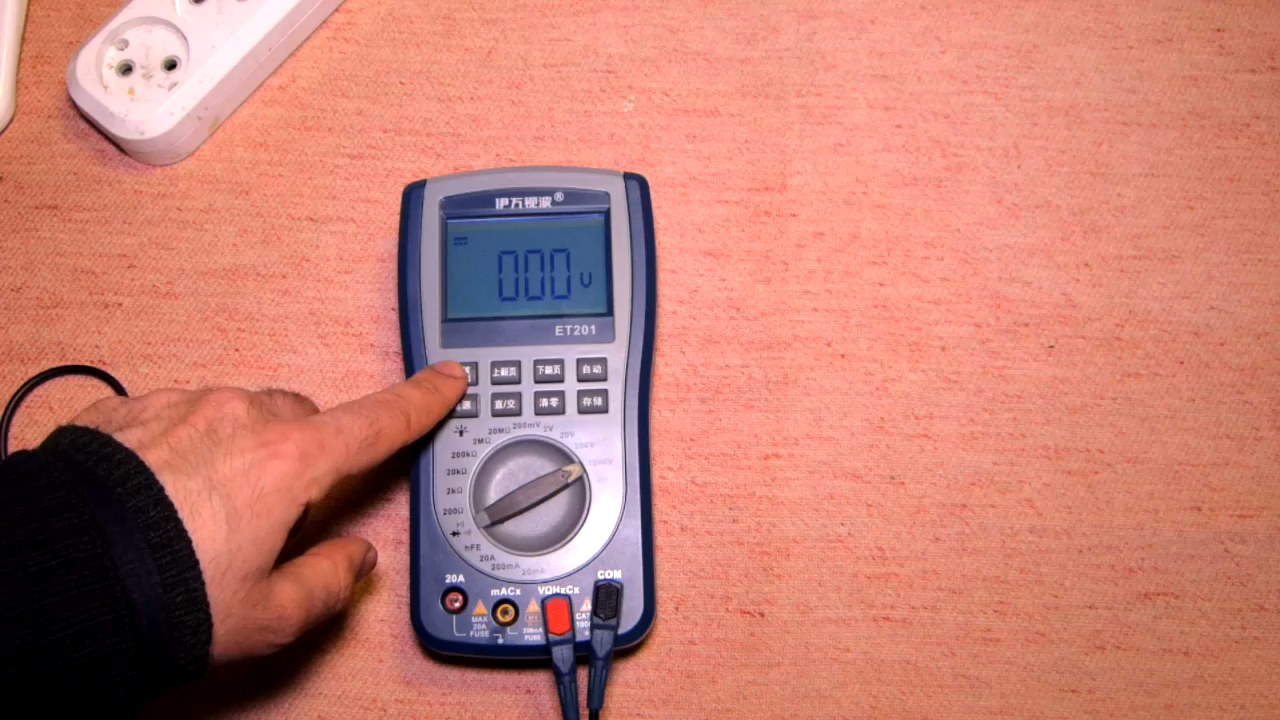 伊万视波®
000 V
ET201
上翻页 下翻页 自动
源 直/交 清零 存储
20MΩ 200mV 2V
2MΩ 20V
200kΩ 200V
20kΩ 1000V
2kΩ
200Ω
hFE
20A
200mA 20mA
20A mACx VΩHzCx COM
MAX
20A
FUSE